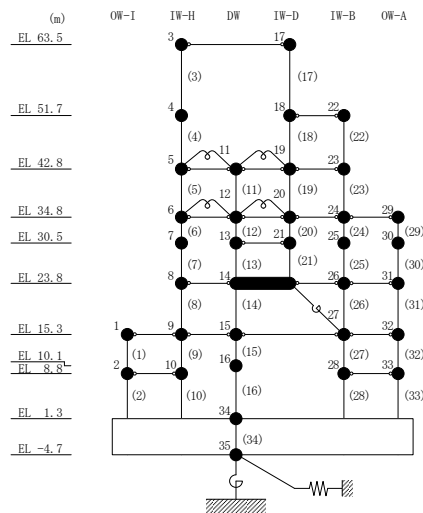 (m) OW-I IW-H DW IW-D IW-B OW-A
EL 63.5 3 17
(3) (17)
EL 51.7 4 18 22
(4) 11 19 (18) (22)
EL 42.8 5 23
(5) 12 (11) 20 (19) (23)
EL 34.8 6 24 29
(6) (12) (20) (24) (29)
EL 30.5 7 13 21 25 30
(7) (13) (21) (25) (30)
EL 23.8 8 14 26 31
(8) (14) (26) (31)
27
EL 15.3 1 9 15 32
(1) (9) (15) (27) (32)
EL 10.1 16
EL 8.8 2 10 28 33
(2) (10) (16) (28) (33)
EL 1.3 34
(34)
EL -4.7 35